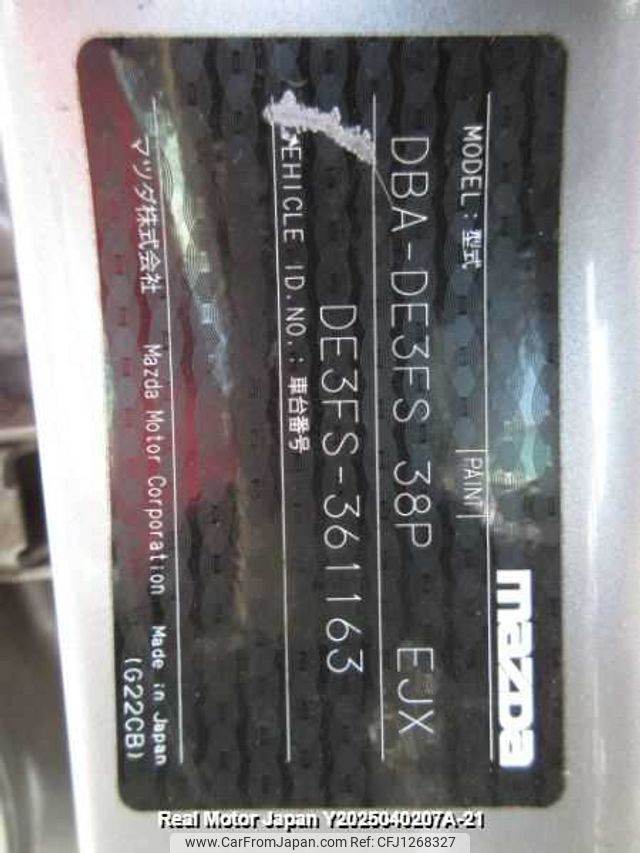 mazda
MODEL: 型式 PAINT
DBA-DE3FS 38P EJX
EHICLE ID.NO.: 車台番号
DE3FS-361163
マツダ株式会社 Mazda Motor Corporation Made in Japan
(G22CB)
Real Motor Japan Y2025040207A-21
www.CarFromJapan.com - CFJ1268327